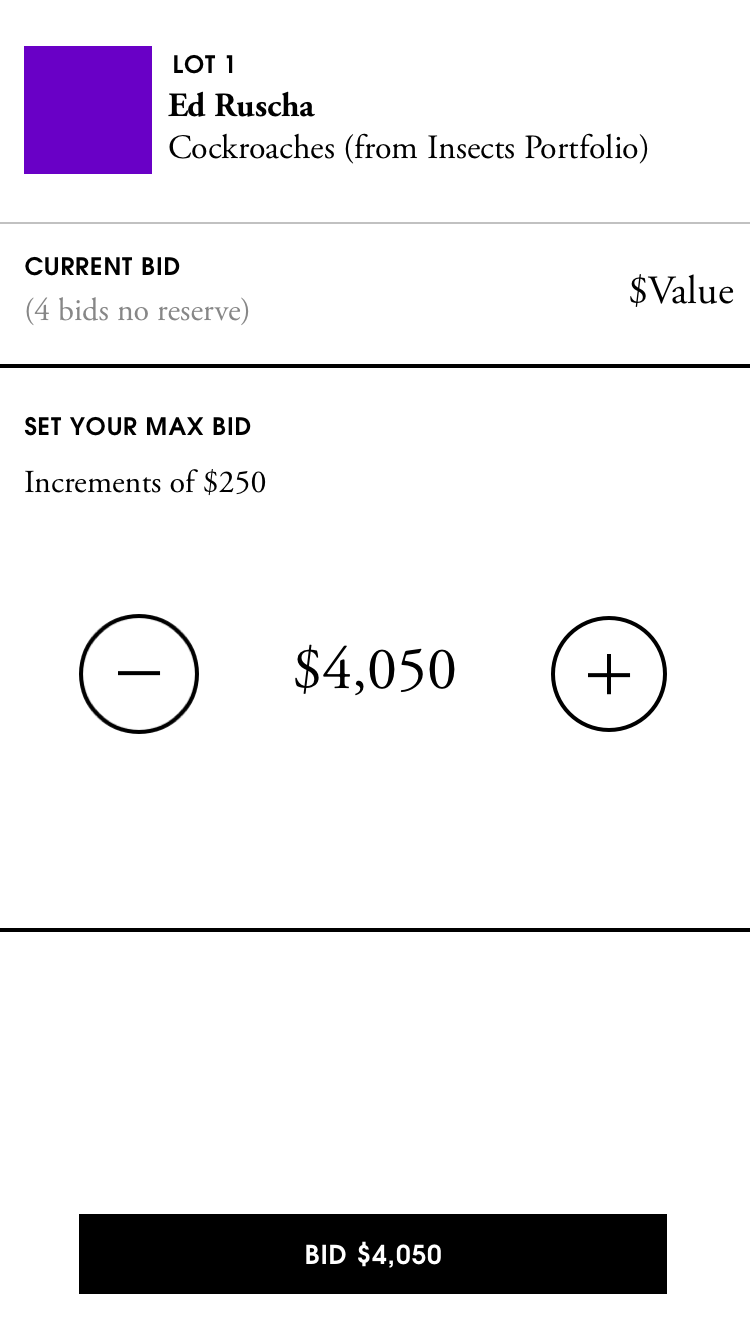 LOT 1
Ed Ruscha
Cockroaches (from Insects Portfolio)
CURRENT BID
(4 bids no reserve)
$Value
SET YOUR MAX BID
Increments of $250
$4,050
BID $4,050